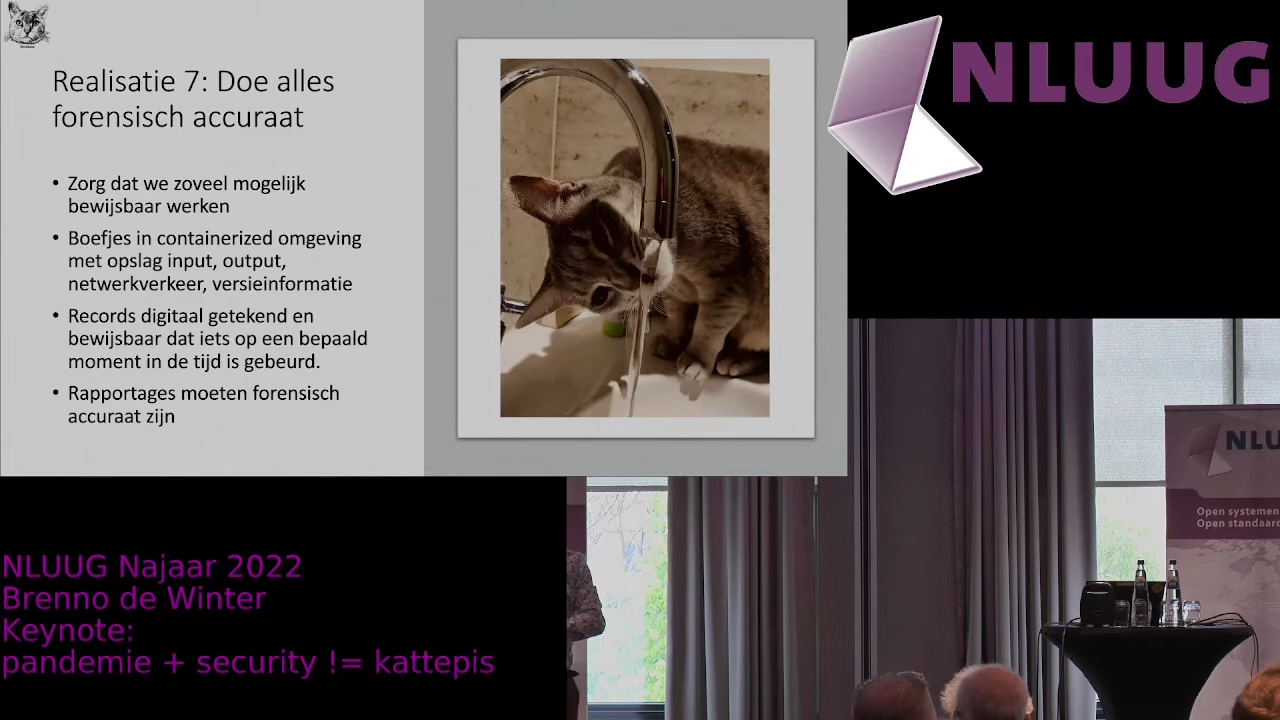 Realisatie 7: Doe alles
forensisch accuraat
• Zorg dat we zoveel mogelijk
bewijsbaar werken
• Boefjes in containerized omgeving
met opslag input, output,
netwerkverkeer, versieinformatie
• Records digitaal getekend en
bewijsbaar dat iets op een bepaald
moment in de tijd is gebeurd.
• Rapportages moeten forensisch
accuraat zijn
NLUUG
NLU
Open systemen
Open standaard
NLUUG Najaar 2022
Brenno de Winter
Keynote:
pandemie + security != kattepis